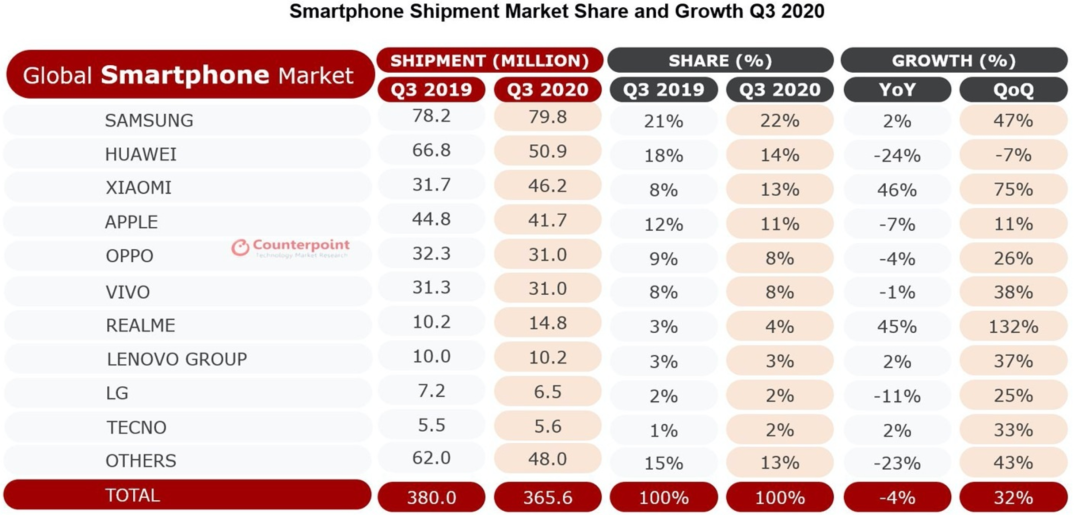 Smartphone Shipment Market Share and Growth Q3 2020
Global Smartphone Market SHIPMENT (MILLION) SHARE (%) GROWTH (%)
Q3 2019 Q3 2020 Q3 2019 Q3 2020 YoY QoQ
SAMSUNG 78.2 79.8 21% 22% 2% 47%
HUAWEI 66.8 50.9 18% 14% -24% -7%
XIAOMI 31.7 46.2 8% 13% 46% 75%
APPLE 44.8 41.7 12% 11% -7% 11%
Counterpoint
Technology Market Research
OPPO 32.3 31.0 9% 8% -4% 26%
VIVO 31.3 31.0 8% 8% -1% 38%
REALME 10.2 14.8 3% 4% 45% 132%
LENOVO GROUP 10.0 10.2 3% 3% 2% 37%
LG 7.2 6.5 2% 2% -11% 25%
TECNO 5.5 5.6 1% 2% 2% 33%
OTHERS 62.0 48.0 15% 13% -23% 43%
TOTAL 380.0 365.6 100% 100% -4% 32%